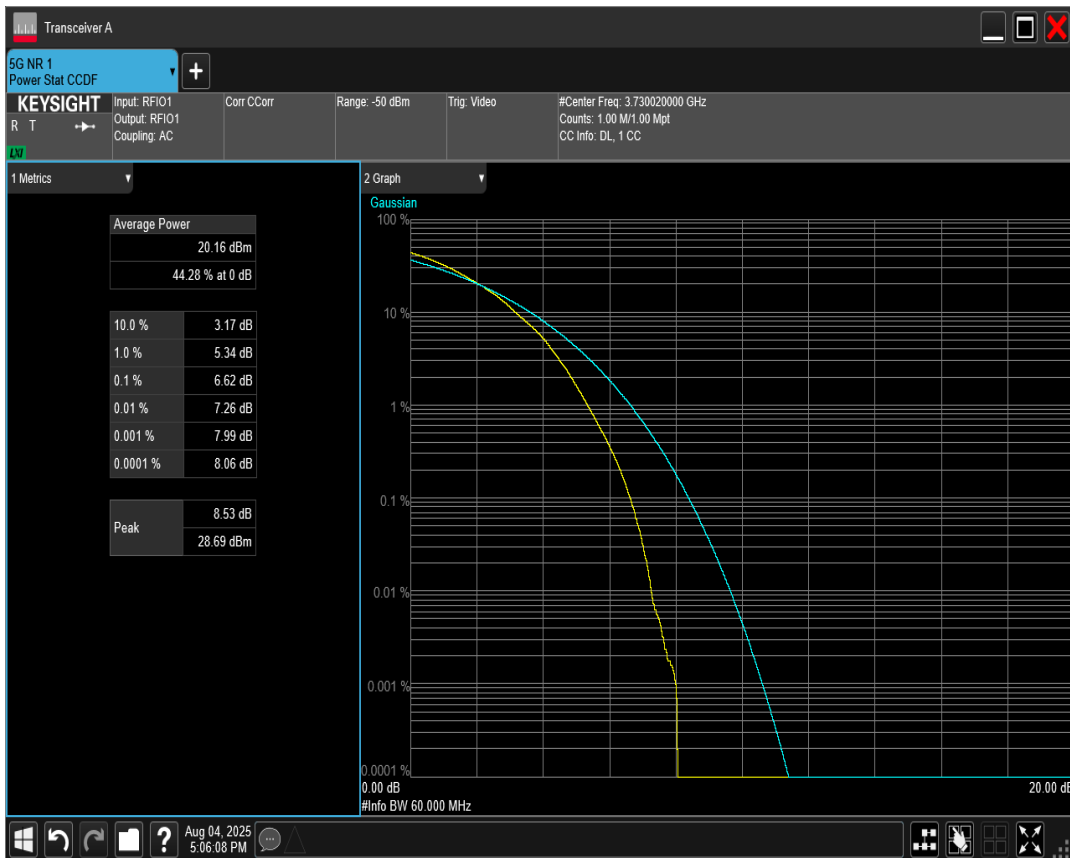 Transceiver A
5G NR 1
Power Stat CCDF
KEYSIGHT
R T
LXI
Input: RFIO1
Output: RFIO1
Coupling: AC
Corr CCorr
Range: -50 dBm
Trig: Video
#Center Freq: 3.730020000 GHz
Counts: 1.00 M/1.00 Mpt
CC Info: DL, 1 CC
1 Metrics
Average Power
20.16 dBm
44.28 % at 0 dB
10.0 % 3.17 dB
1.0 % 5.34 dB
0.1 % 6.62 dB
0.01 % 7.26 dB
0.001 % 7.99 dB
0.0001 % 8.06 dB
Peak
8.53 dB
28.69 dBm
2 Graph
Gaussian
100 %
10 %
1 %
0.1 %
0.01 %
0.001 %
0.0001 %
0.00 dB
20.00 dB
#Info BW 60.000 MHz
Aug 04, 2025
5:06:08 PM